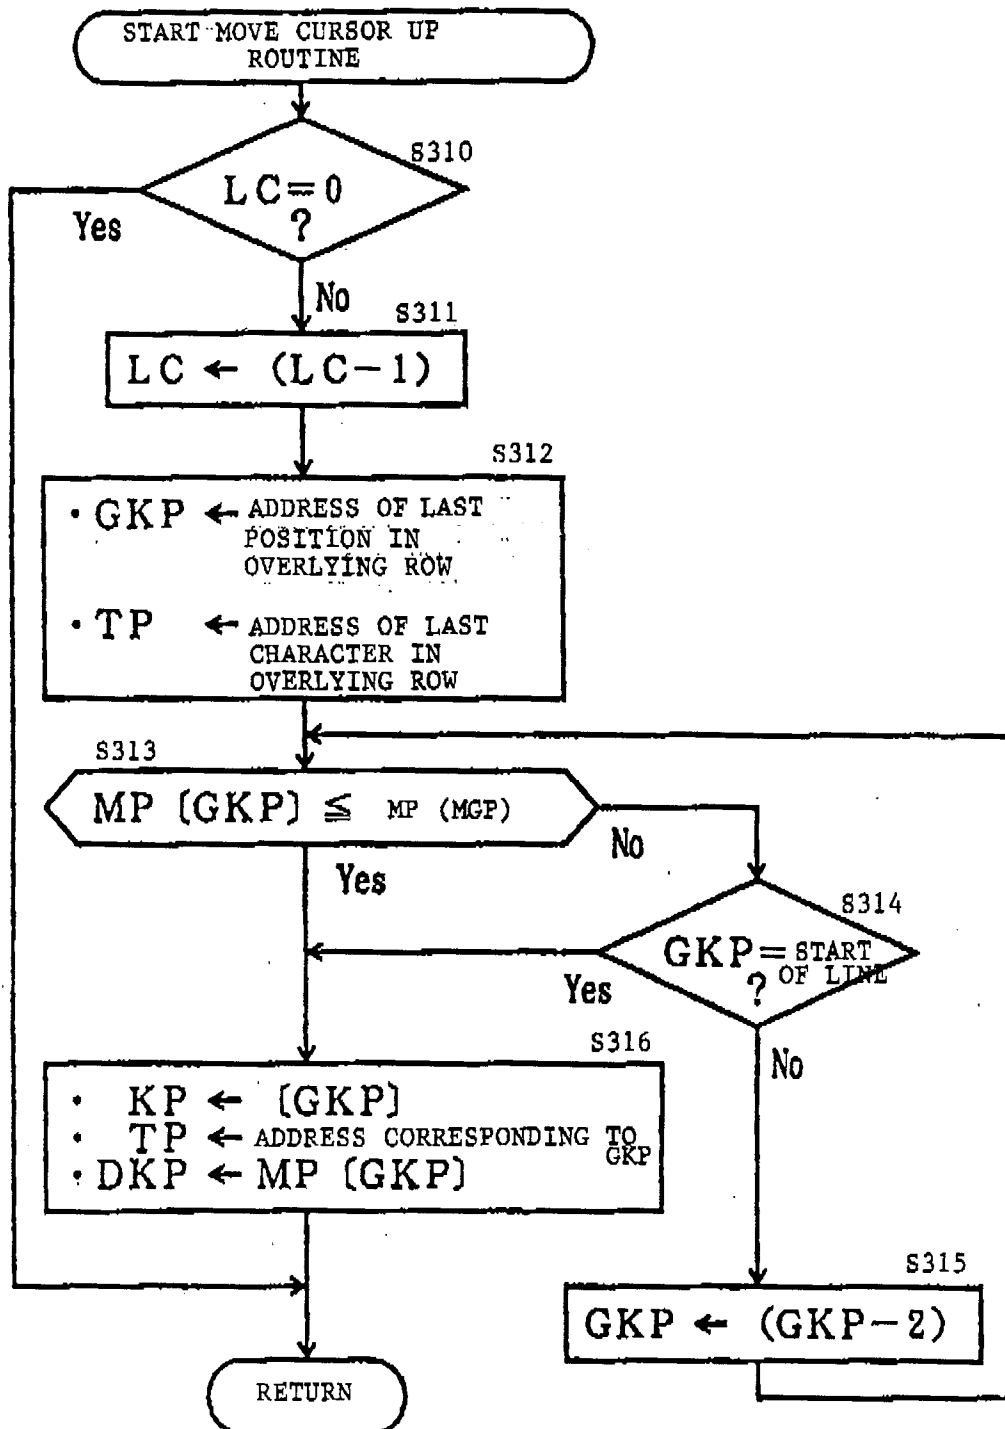 START MOVE CURSOR UP
ROUTINE
S310
LC=0
?
Yes
No
S311
LC ← (LC-1)
S312
・GKP ← ADDRESS OF LAST
POSITION IN
OVERLYING ROW
・TP ← ADDRESS OF LAST
CHARACTER IN
OVERLYING ROW
S313
MP [GKP] ≦ MP (MGP)
No
Yes
S314
GKP= START
OF LINE
?
Yes
No
S316
・ KP ← [GKP]
・ TP ← ADDRESS CORRESPONDING TO
GKP
・DKP ← MP [GKP]
S315
GKP ← (GKP-2)
RETURN